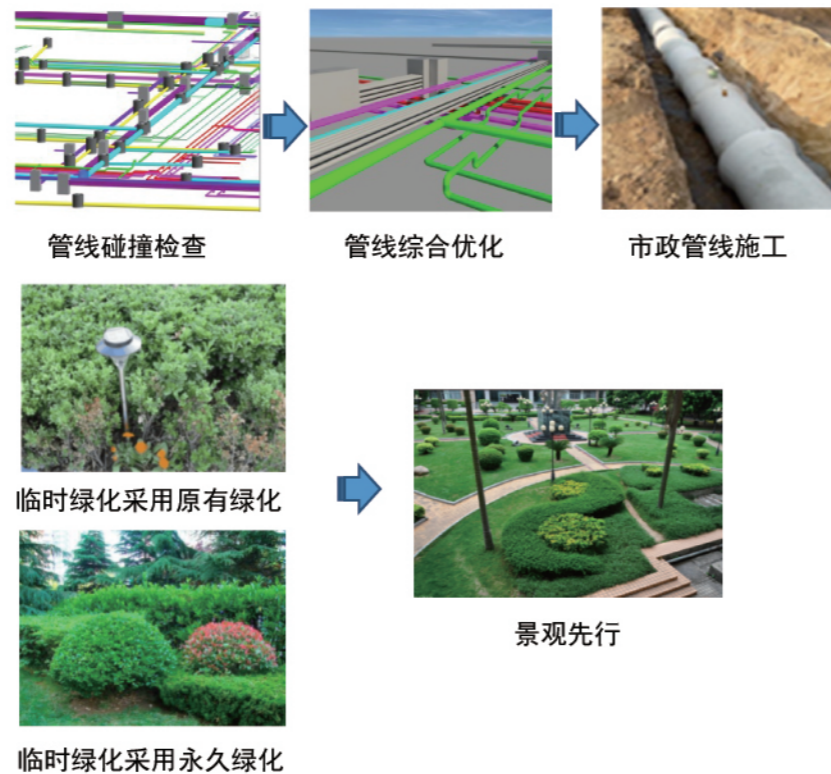 管线碰撞检查
管线综合优化
市政管线施工
临时绿化采用原有绿化
景观先行
临时绿化采用永久绿化